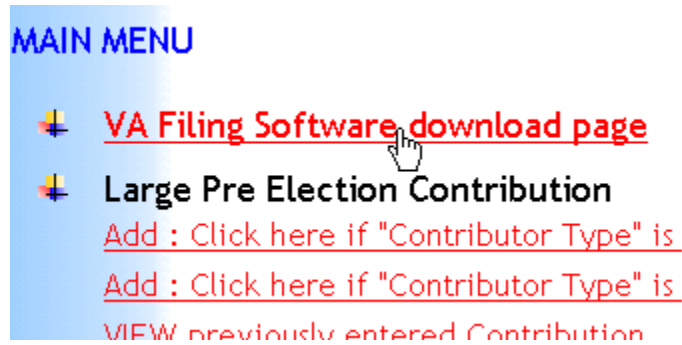 MAIN MENU
VA Filing Software download page
Large Pre Election Contribution
Add : Click here if "Contributor Type" is
Add : Click here if "Contributor Type" is
VIEW previously entered Contribution